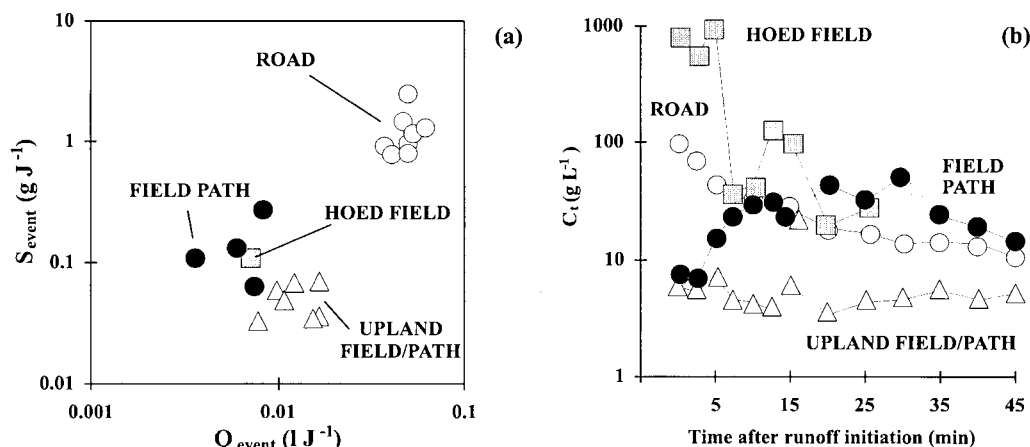 (a)
10
1
0.1
0.01
S event (g J -1)
ROAD
FIELD PATH
HOED FIELD
UPLAND
FIELD/PATH
0.001
0.01
0.1
Q event (l J -1)
(b)
1000
100
10
1
C t (g L -1)
HOED FIELD
ROAD
FIELD
PATH
UPLAND FIELD/PATH
5
15
25
35
45
Time after runoff initiation (min)